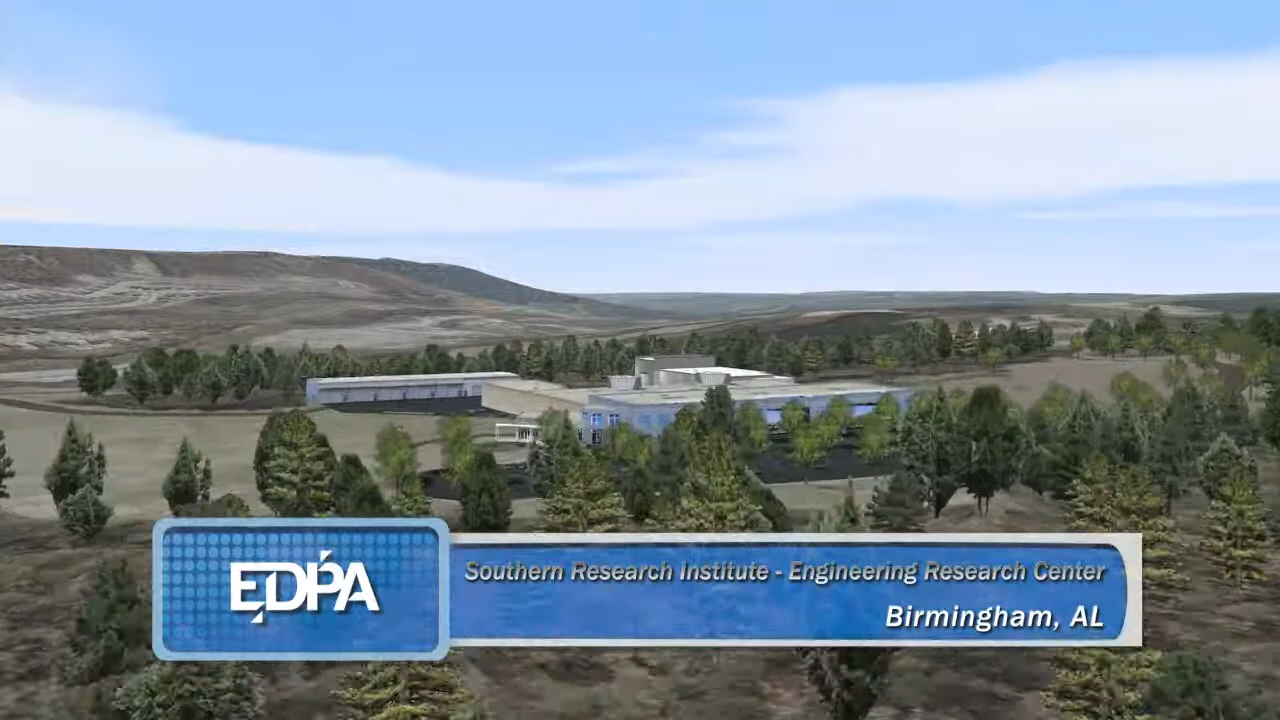 EDPA
Southern Research Institute - Engineering Research Center
Birmingham, AL